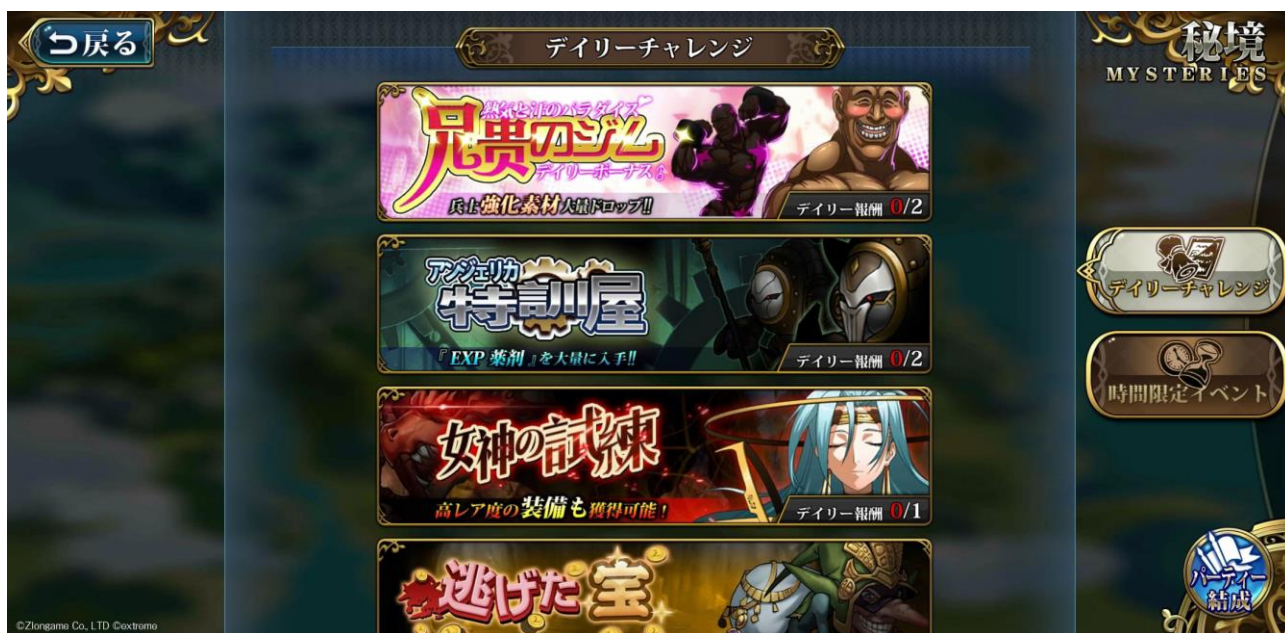 戻る
デイリーチャレンジ
秘境
MYSTERIES
熱気と汗のパラダイス
兄贵のジム
デイリーボーナス
兵士強化素材大量ドロップ!!
デイリー報酬 0/2
アンジェリカ
特訓屋
『EXP 薬剤』を大量に入手!!
デイリー報酬 0/2
デイリーチャレンジ
時間限定イベント
女神の試練
高レア度の装備も獲得可能!
デイリー報酬 0/1
逃げた宝
パーティー
結成
©Zlongame Co., LTD ©extreme